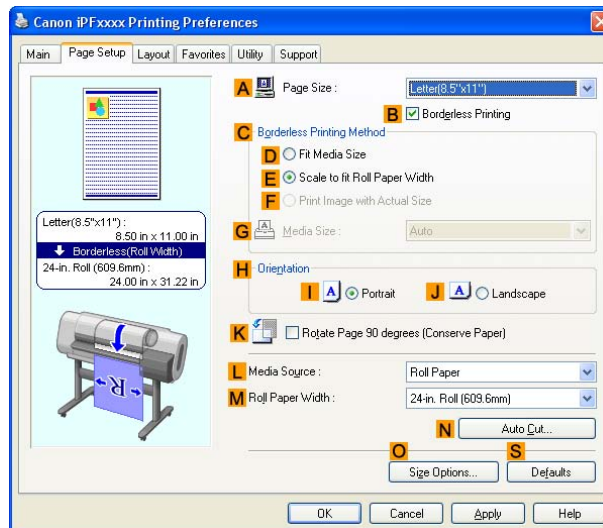 Canon iPFxxxx Printing Preferences
Main Page Setup Layout Favorites Utility Support
A Page Size : Letter(8.5"x11")
B Borderless Printing
C Borderless Printing Method
D Fit Media Size
E Scale to fit Roll Paper Width
F Print Image with Actual Size
G Media Size : Auto
Letter(8.5"x11") :
8.50 in x 11.00 in
Borderless(Roll Width)
24-in. Roll (609.6mm) :
24.00 in x 31.22 in
H Orientation
I A Portrait J A Landscape
K Rotate Page 90 degrees (Conserve Paper)
R
L Media Source : Roll Paper
M Roll Paper Width : 24-in. Roll (609.6mm)
N Auto Cut...
O S
Size Options... Defaults
OK Cancel Apply Help